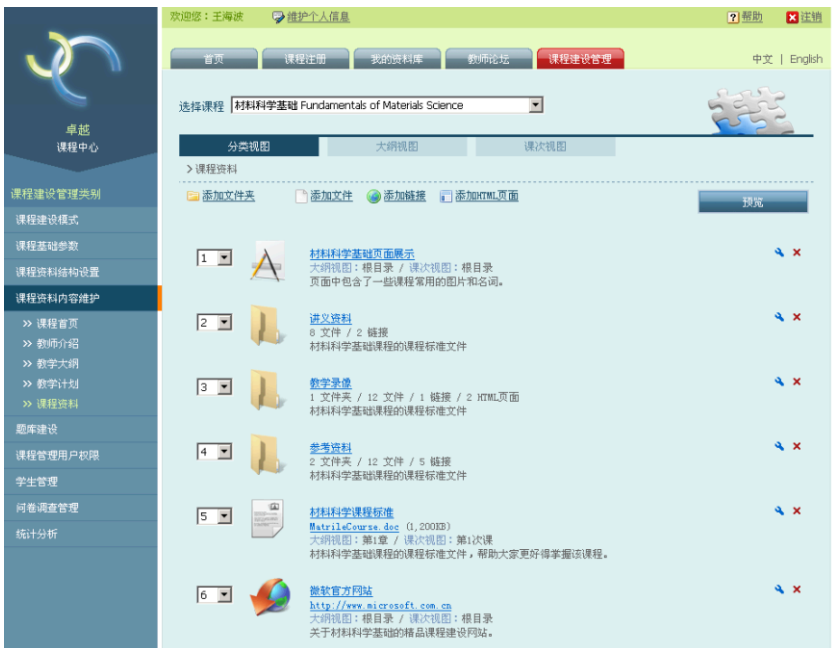 欢迎您：王海波 维护个人信息 帮助 注销
首页 课程注册 我的资料库 教师论坛 课程建设管理 中文 | English
卓越
课程中心
课程建设管理类别
课程建设模式
课程基础参数
课程资料结构设置
课程资料内容维护
>> 课程首页
>> 教师介绍
>> 教学大纲
>> 教学计划
>> 课程资料
题库建设
课程管理用户权限
学生管理
问卷调查管理
统计分析
选择课程 材料科学基础 Fundamentals of Materials Science
分类视图 大纲视图 课次视图
>课程资料
添加文件夹 添加文件 添加链接 添加HTML页面 预览
1 材料科学基础页面展示
大纲视图：根目录 / 课次视图：根目录
页面中包含了一些课程常用的图片和名词。
2 讲义资料
8 文件 / 2 链接
材料科学基础课程的课程标准文件
3 教学录像
1 文件夹 / 12 文件 / 1 链接 / 2 HTML页面
材料科学基础课程的课程标准文件
4 参考资料
2 文件夹 / 12 文件 / 5 链接
材料科学基础课程的课程标准文件
5 材料科学课程标准
MatrileCourse.doc (1,200KB)
大纲视图：第1章 / 课次视图：第1次课
材料科学基础课程的课程标准文件，帮助大家更好得掌握该课程。
6 微软官方网站
http://www.microsoft.com.cn
大纲视图：根目录 / 课次视图：根目录
关于材料科学基础的精品课程建设网站。